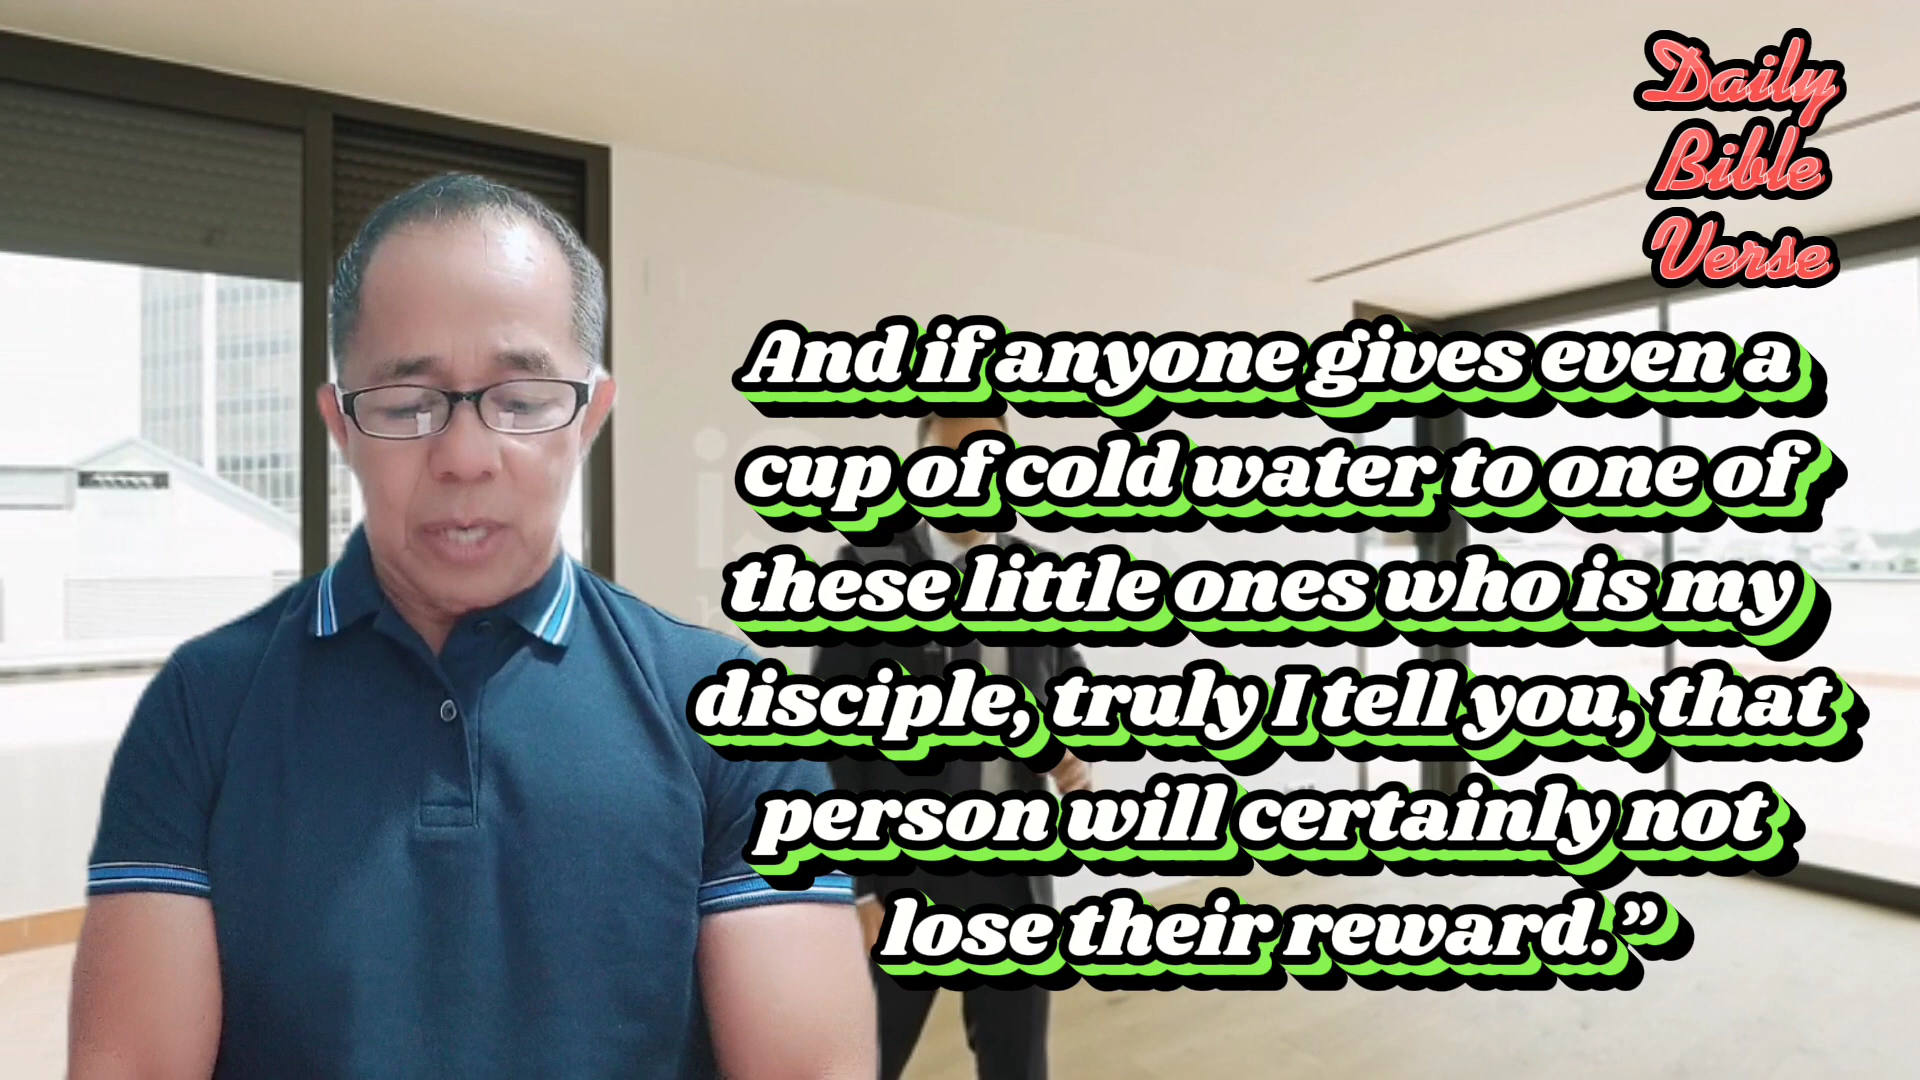 Daily
Bible
Verse
And if anyone gives even a
cup of cold water to one of
these little ones who is my
disciple, truly I tell you, that
person will certainly not
lose their reward.”